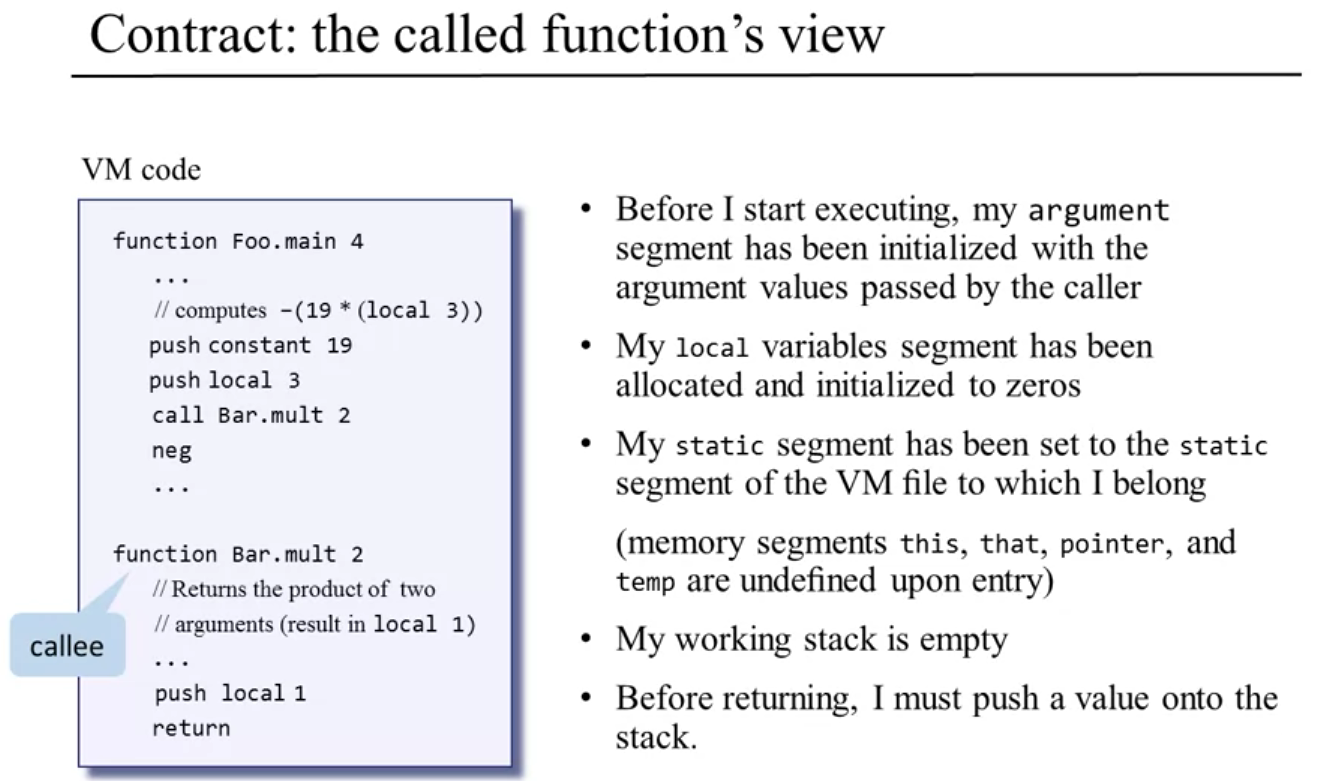 Contract: the called function’s view
VM code
function Foo.main 4
...
// computes -(19 * (local 3))
push constant 19
push local 3
call Bar.mult 2
neg
...
function Bar.mult 2
// Returns the product of two
// arguments (result in local 1)
...
push local 1
return
callee
• Before I start executing, my argument
segment has been initialized with the
argument values passed by the caller
• My local variables segment has been
allocated and initialized to zeros
• My static segment has been set to the static
segment of the VM file to which I belong
(memory segments this, that, pointer, and
temp are undefined upon entry)
• My working stack is empty
• Before returning, I must push a value onto the
stack.